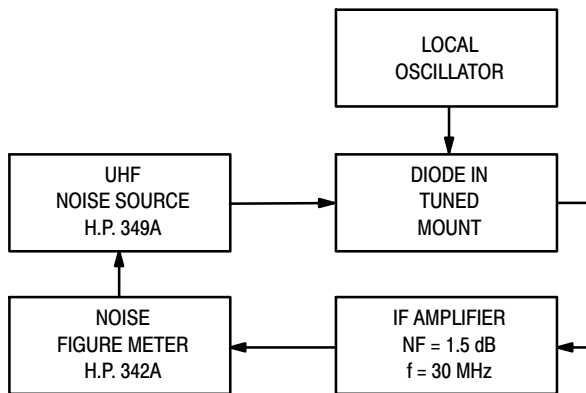 LOCAL
OSCILLATOR
UHF
NOISE SOURCE
H.P. 349A
DIODE IN
TUNED
MOUNT
NOISE
FIGURE METER
H.P. 342A
IF AMPLIFIER
NF = 1.5 dB
f = 30 MHz